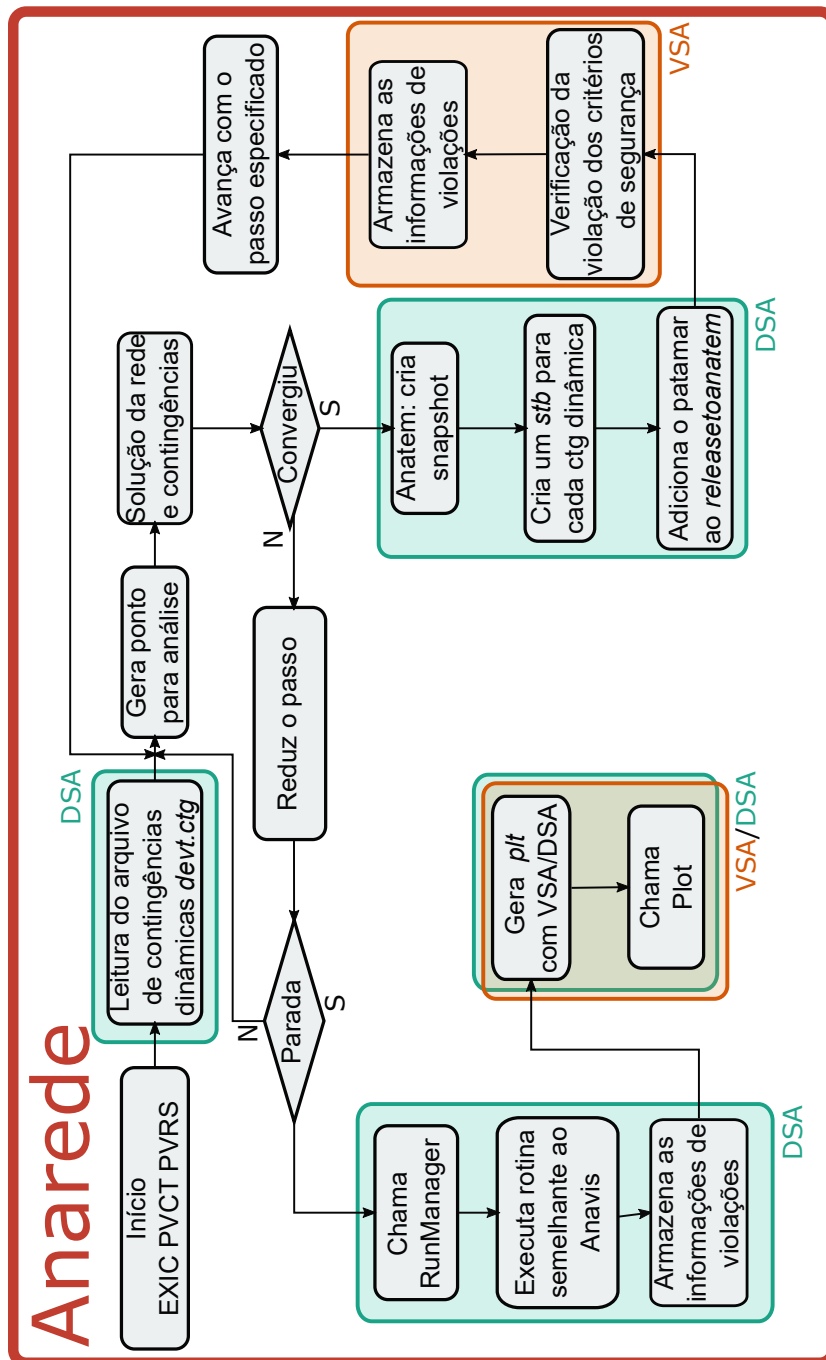 Anarede
Início
EXIC PVCT PVRS
DSA
Leitura do arquivo
de contingências
dinâmicas devt.ctg
Gera ponto
para análise
Solução da rede
e contingências
Avança com o
passo especificado
Convergiu
N
S
Reduz o passo
Parada
N
S
Anatem: cria
snapshot
Cria um stb para
cada ctg dinâmica
Adiciona o patamar
ao releasetoanatem
DSA
Armazena as
informações de
violações
Verificação da
violação dos critérios
de segurança
VSA
Chama
RunManager
Executa rotina
semelhante ao
Anavis
Armazena as
informações de
violações
DSA
Gera plt
com VSA/DSA
Chama
Plot
VSA/DSA